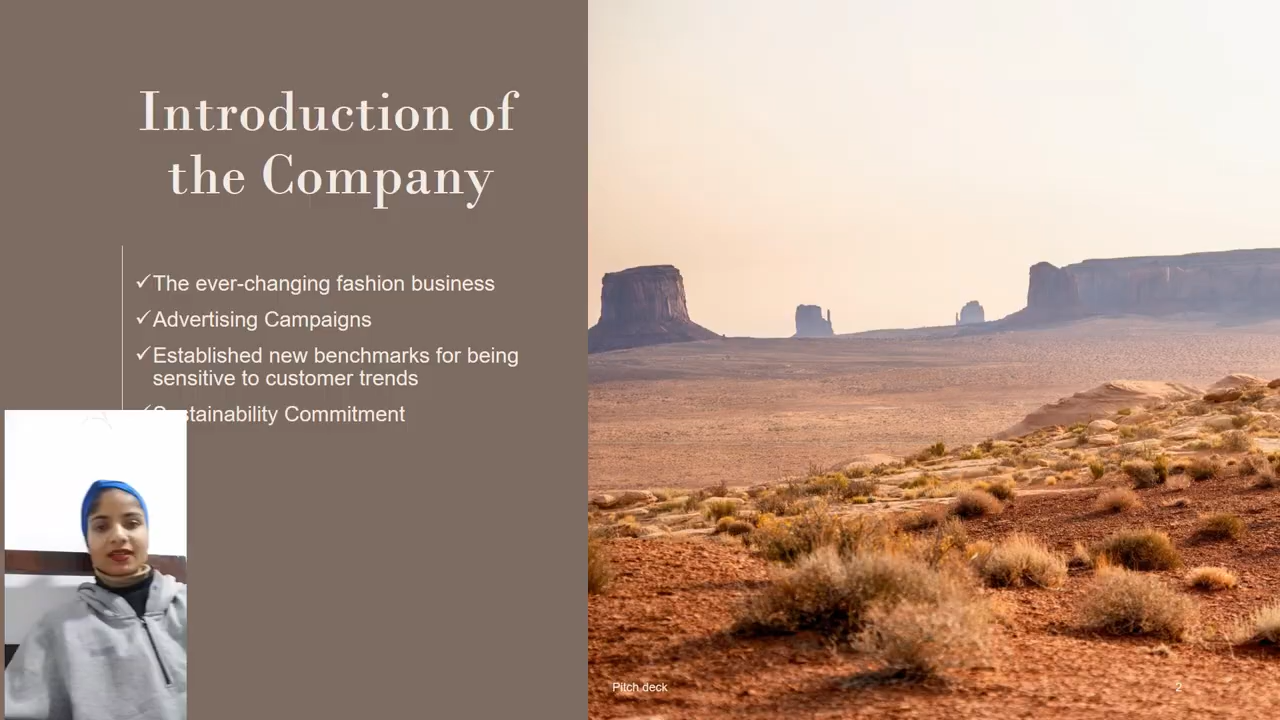 Introduction of
the Company
✓The ever-changing fashion business
✓Advertising Campaigns
✓Established new benchmarks for being
sensitive to customer trends
Sustainability Commitment
Pitch deck
2